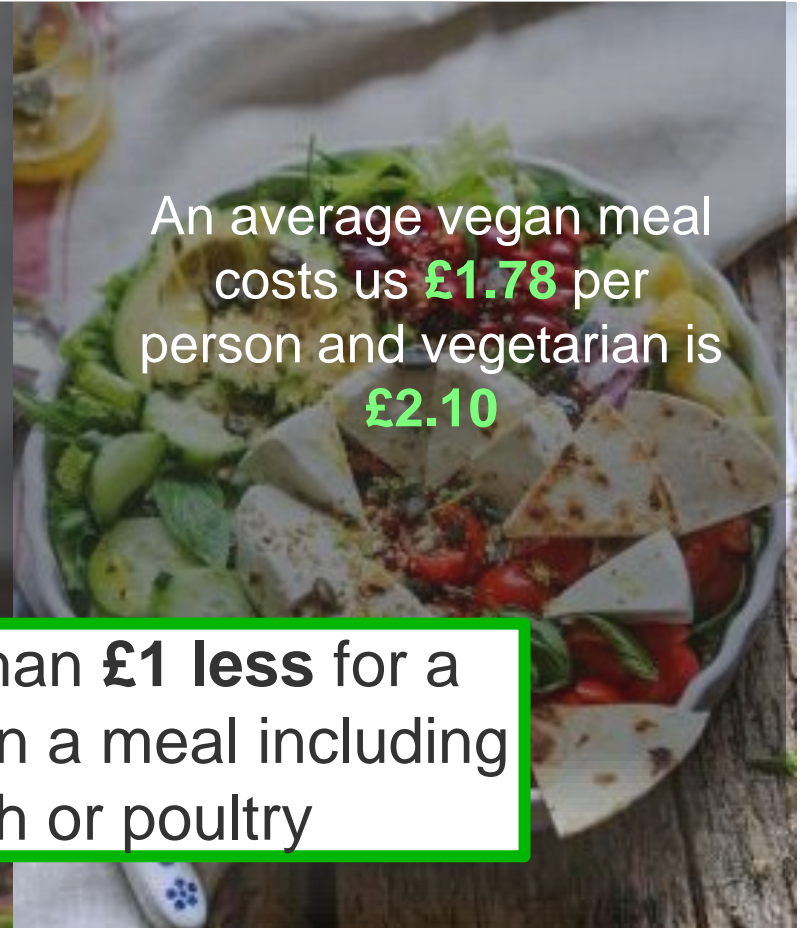 An average vegan meal
costs us £1.78 per
person and vegetarian is
£2.10
£1 less for a
a meal including
or poultry